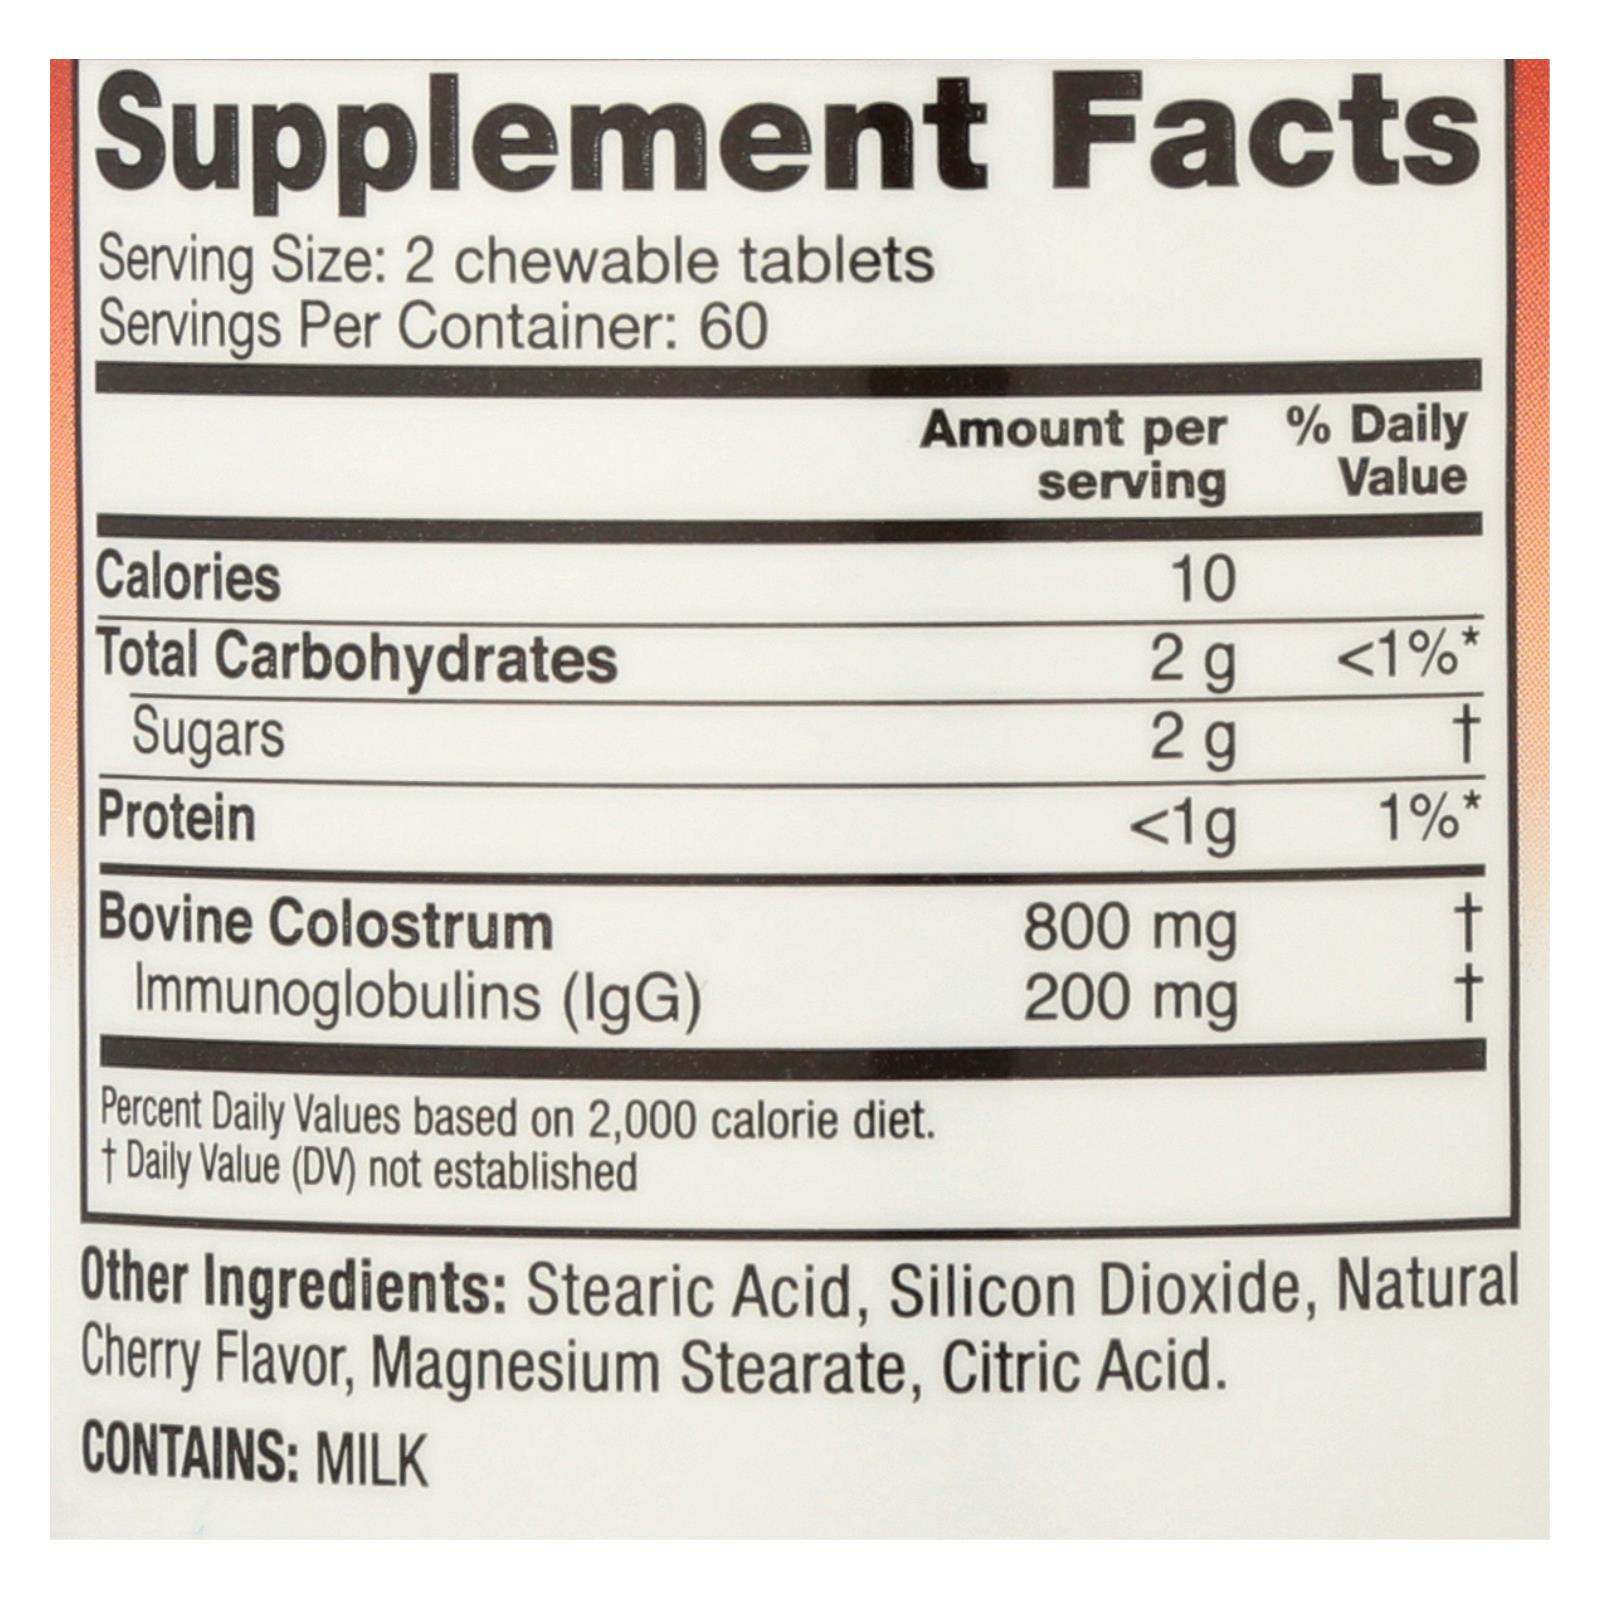 Supplement Facts
Serving Size: 2 chewable tablets
Servings Per Container: 60
Amount per serving % Daily Value
Calories 10
Total Carbohydrates 2 g <1%*
Sugars 2 g †
Protein <1g 1%*
Bovine Colostrum 800 mg †
Immunoglobulins (IgG) 200 mg †
Percent Daily Values based on 2,000 calorie diet.
† Daily Value (DV) not established
Other Ingredients: Stearic Acid, Silicon Dioxide, Natural
Cherry Flavor, Magnesium Stearate, Citric Acid.
CONTAINS: MILK